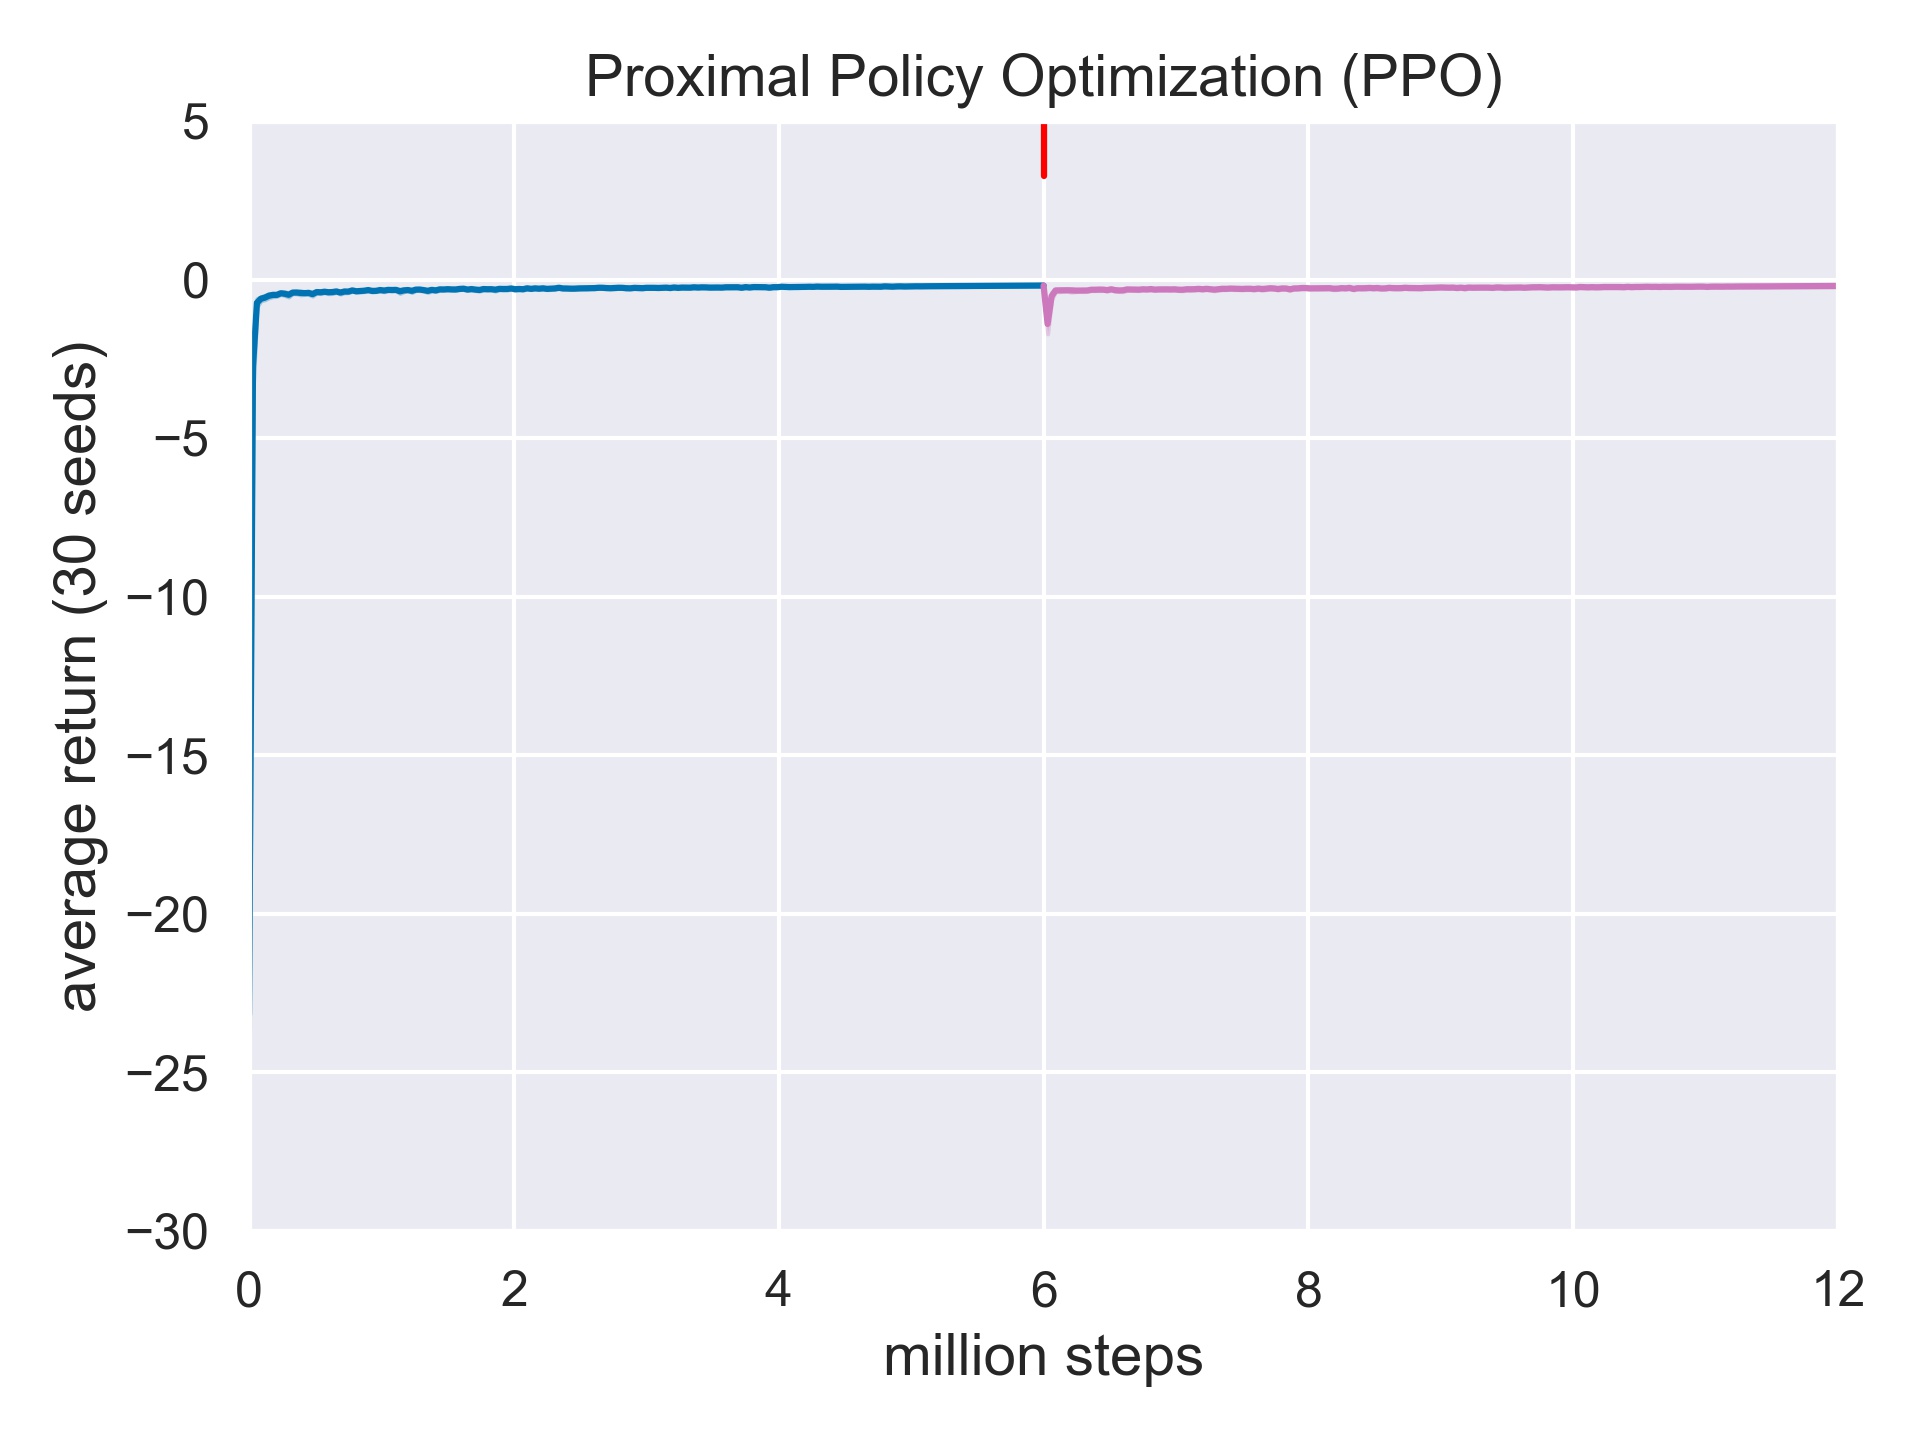 Proximal Policy Optimization (PPO)
5
0
−5
−10
−15
−20
−25
−30
average return (30 seeds)
0 2 4 6 8 10 12
million steps